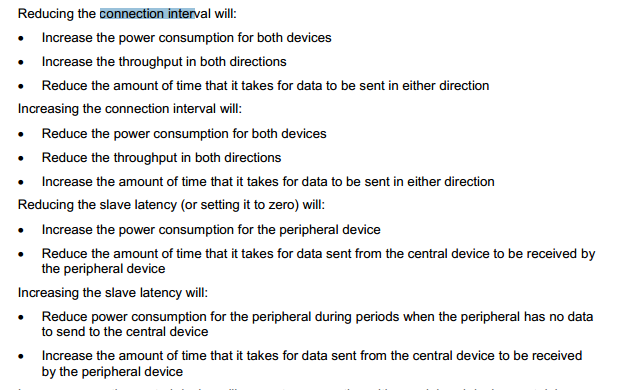 Reducing the connection interval will:
• Increase the power consumption for both devices
• Increase the throughput in both directions
• Reduce the amount of time that it takes for data to be sent in either direction
Increasing the connection interval will:
• Reduce the power consumption for both devices
• Reduce the throughput in both directions
• Increase the amount of time that it takes for data to be sent in either direction
Reducing the slave latency (or setting it to zero) will:
• Increase the power consumption for the peripheral device
• Reduce the amount of time that it takes for data sent from the central device to be received by
the peripheral device
Increasing the slave latency will:
• Reduce power consumption for the peripheral during periods when the peripheral has no data
to send to the central device
• Increase the amount of time that it takes for data sent from the central device to be received
by the peripheral device